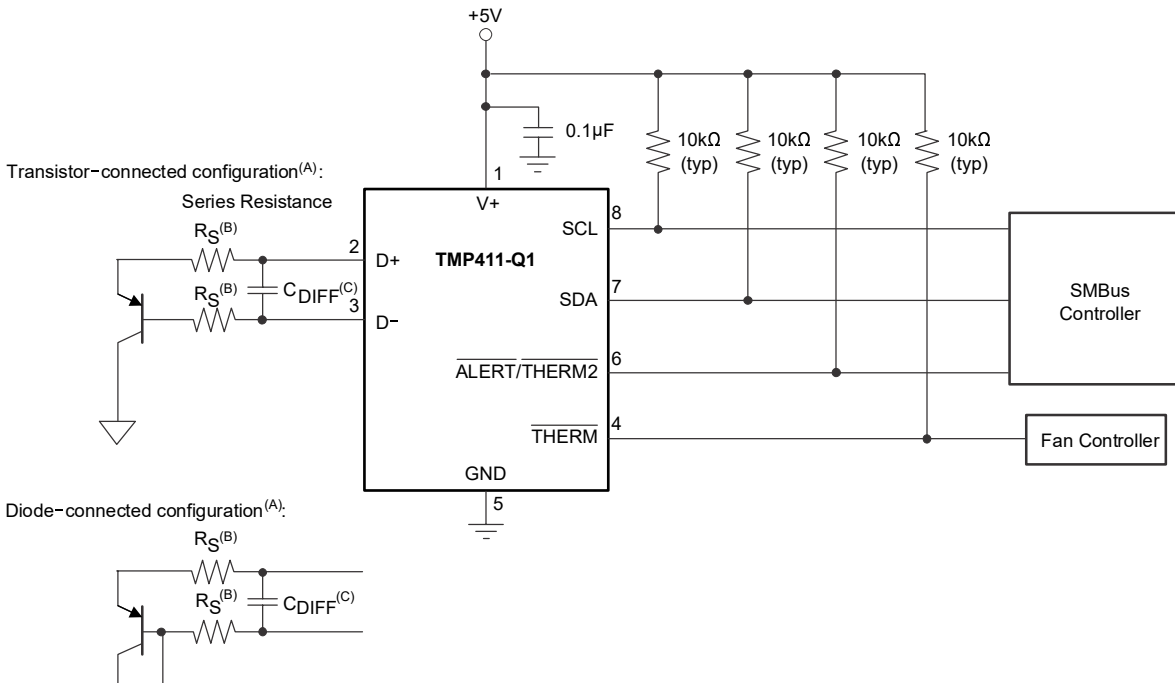 +5V
0.1µF
10kΩ
(typ)
10kΩ
(typ)
10kΩ
(typ)
10kΩ
(typ)
Transistor−connected configuration(A):
Series Resistance
RS(B)
RS(B)
CDIFF(C)
1
V+
2
D+
3
D−
TMP411-Q1
SCL
8
SDA
7
ALERT/THERM2
6
THERM
4
GND
5
SMBus
Controller
Fan Controller
Diode−connected configuration(A):
RS(B)
RS(B)
CDIFF(C)